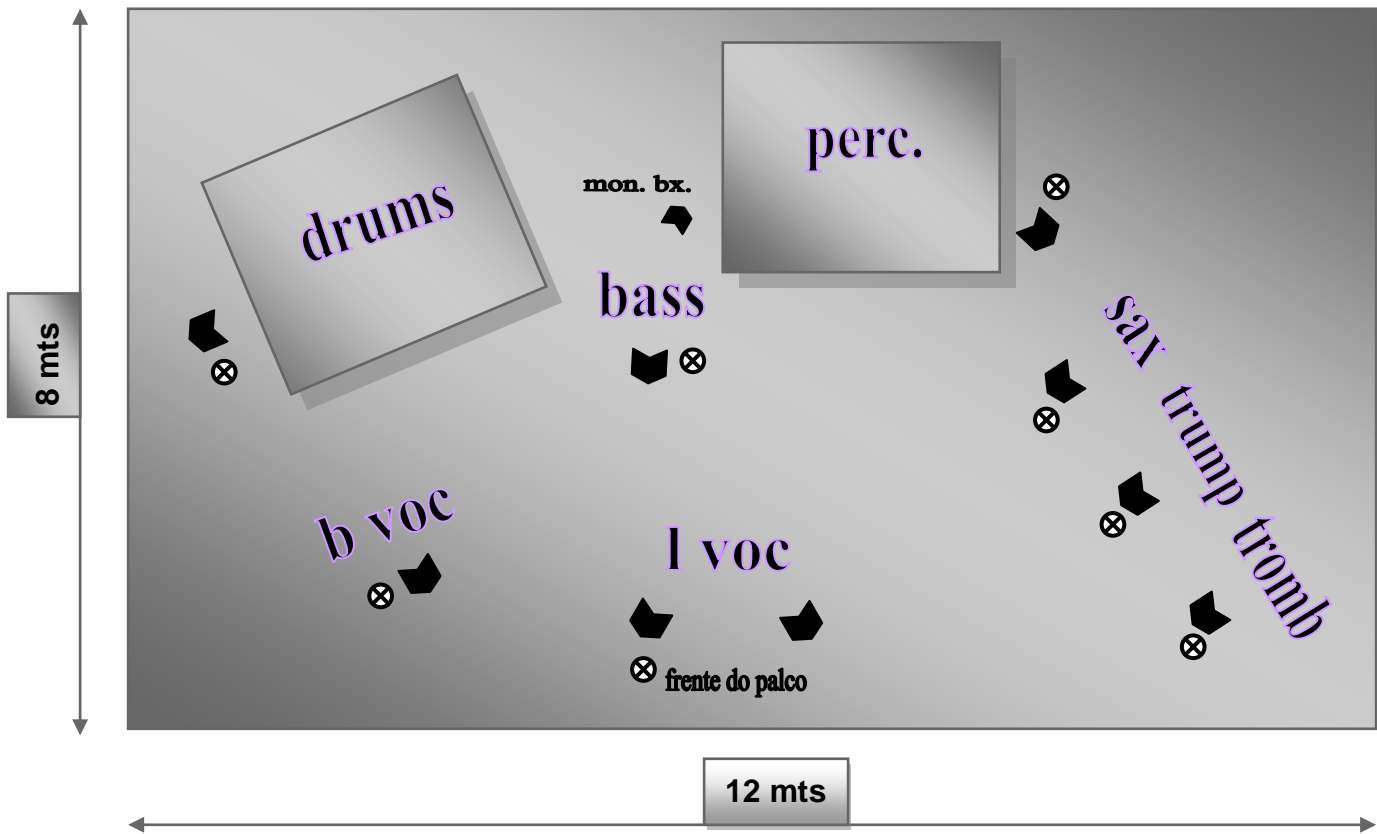 perc.
drums
mon. bx.
bass
sax
trump
tromb
8 mts
b voc
l voc
frente do palco
12 mts